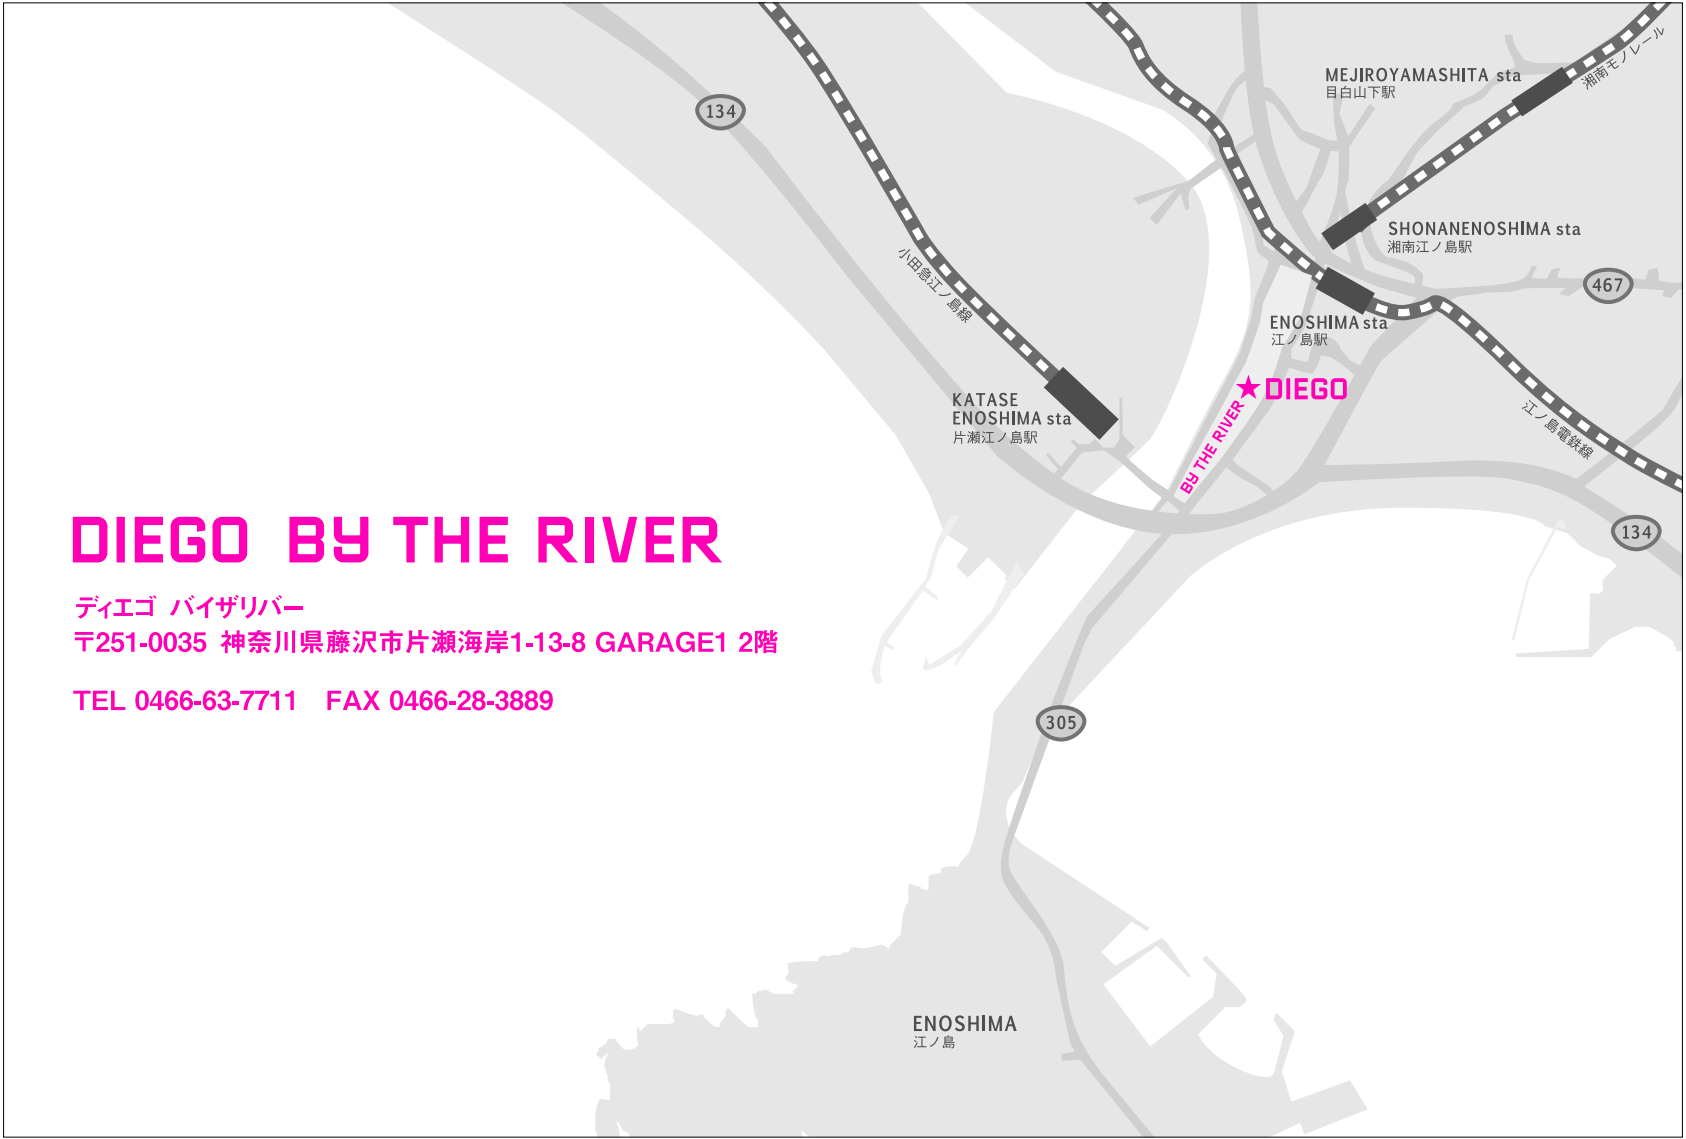 134
MEJIROYAMASHITA sta
目白山下駅
湘南モノレール
SHONANENOSHIMA sta
湘南江ノ島駅
467
小田急江ノ島線
ENOSHIMA sta
江ノ島駅
★DIEGO
BY THE RIVER
KATASE
ENOSHIMA sta
片瀬江ノ島駅
江ノ島電鉄線
134
DIEGO BY THE RIVER
ディエゴ バイザリバー
〒251-0035 神奈川県藤沢市片瀬海岸1-13-8 GARAGE1 2階
TEL 0466-63-7711 FAX 0466-28-3889
305
ENOSHIMA
江ノ島